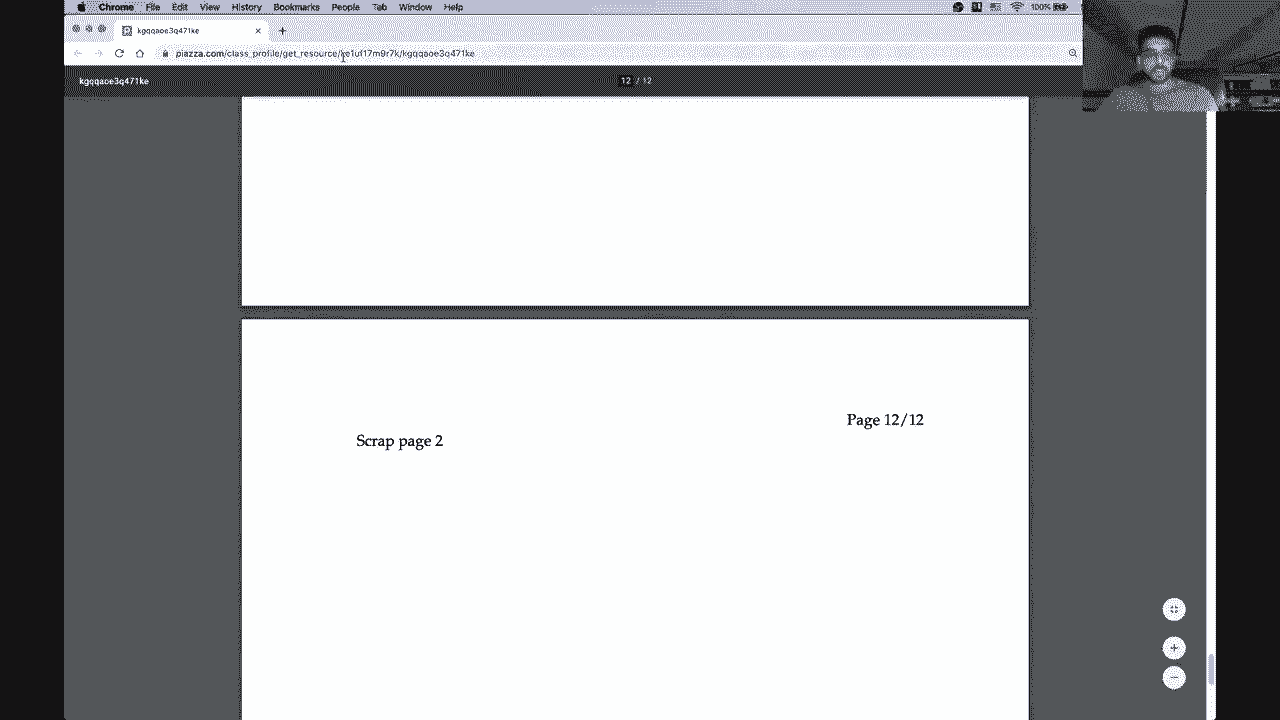 Chrome File Edit View History Bookmarks People Tab Window Help 100%
kgqqaoe3q471ke
piazza.com/class_profile/get_resource/ke1uf17m9r7k/kgqqaoe3q471ke
kgqqaoe3q471ke 12 / 12
Page 12/12
Scrap page 2